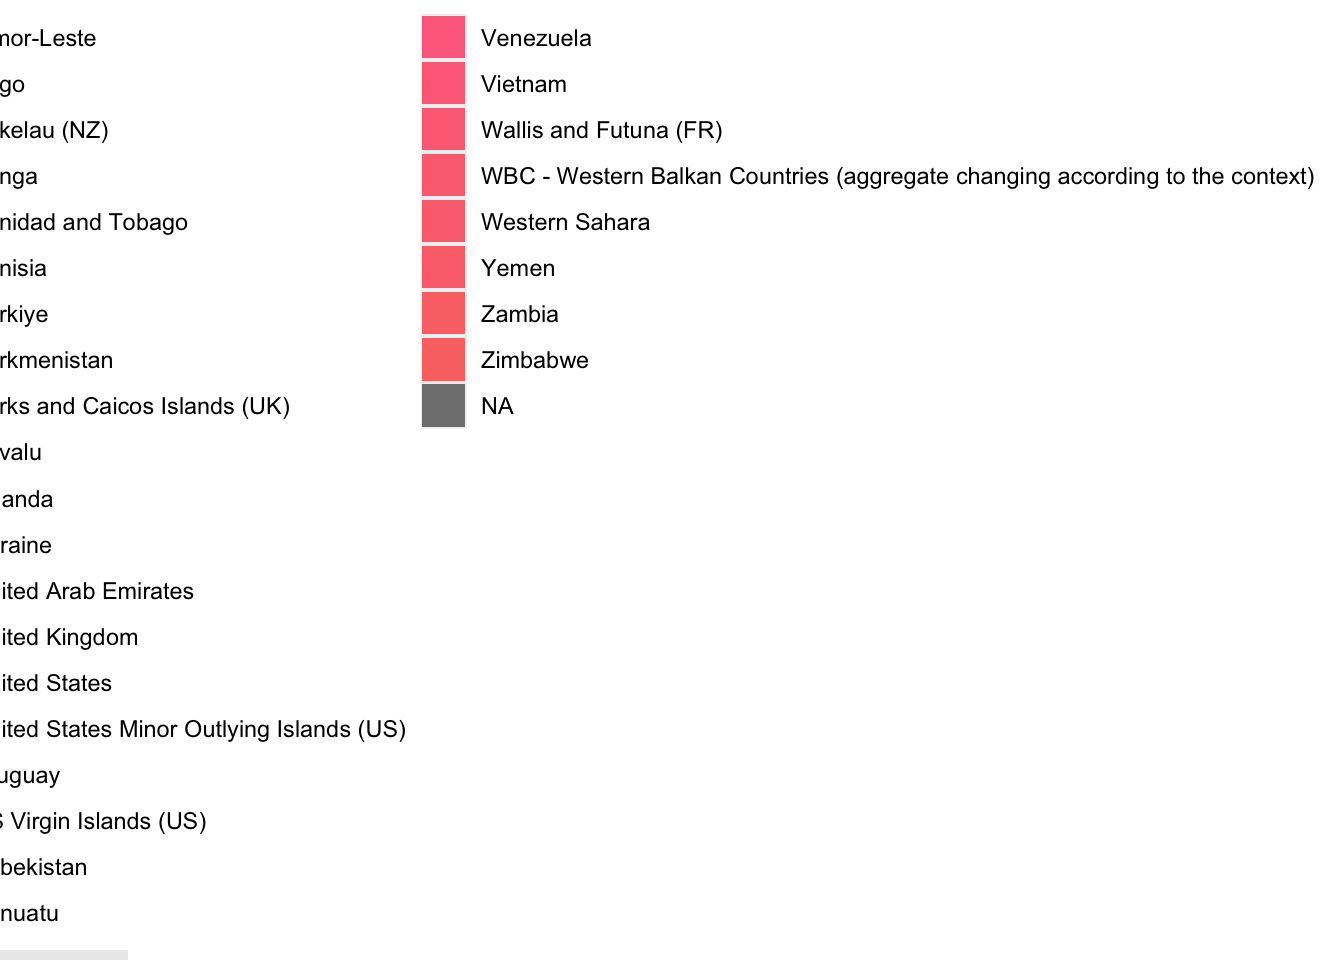 mor-Leste
go
kelau (NZ)
nga
nidad and Tobago
nisia
rkiye
rkmenistan
rks and Caicos Islands (UK)
valu
anda
raine
ited Arab Emirates
ited Kingdom
ited States
ited States Minor Outlying Islands (US)
uguay
S Virgin Islands (US)
bekistan
nuatu
Venezuela
Vietnam
Wallis and Futuna (FR)
WBC - Western Balkan Countries (aggregate changing according to the context)
Western Sahara
Yemen
Zambia
Zimbabwe
NA